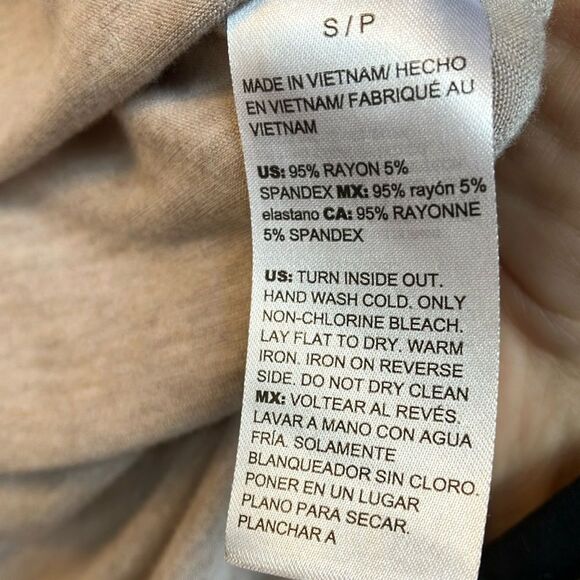 S / P
MADE IN VIETNAM/ HECHO
EN VIETNAM/ FABRIQUÉ AU
VIETNAM
US: 95% RAYON 5%
SPANDEX MX: 95% rayón 5%
elastano CA: 95% RAYONNE
5% SPANDEX
US: TURN INSIDE OUT.
HAND WASH COLD. ONLY
NON-CHLORINE BLEACH.
LAY FLAT TO DRY. WARM
IRON. IRON ON REVERSE
SIDE. DO NOT DRY CLEAN
MX: VOLTEAR AL REVÉS.
LAVAR A MANO CON AGUA
FRÍA. SOLAMENTE
BLANQUEADOR SIN CLORO.
PONER EN UN LUGAR
PLANO PARA SECAR.
PLANCHAR A